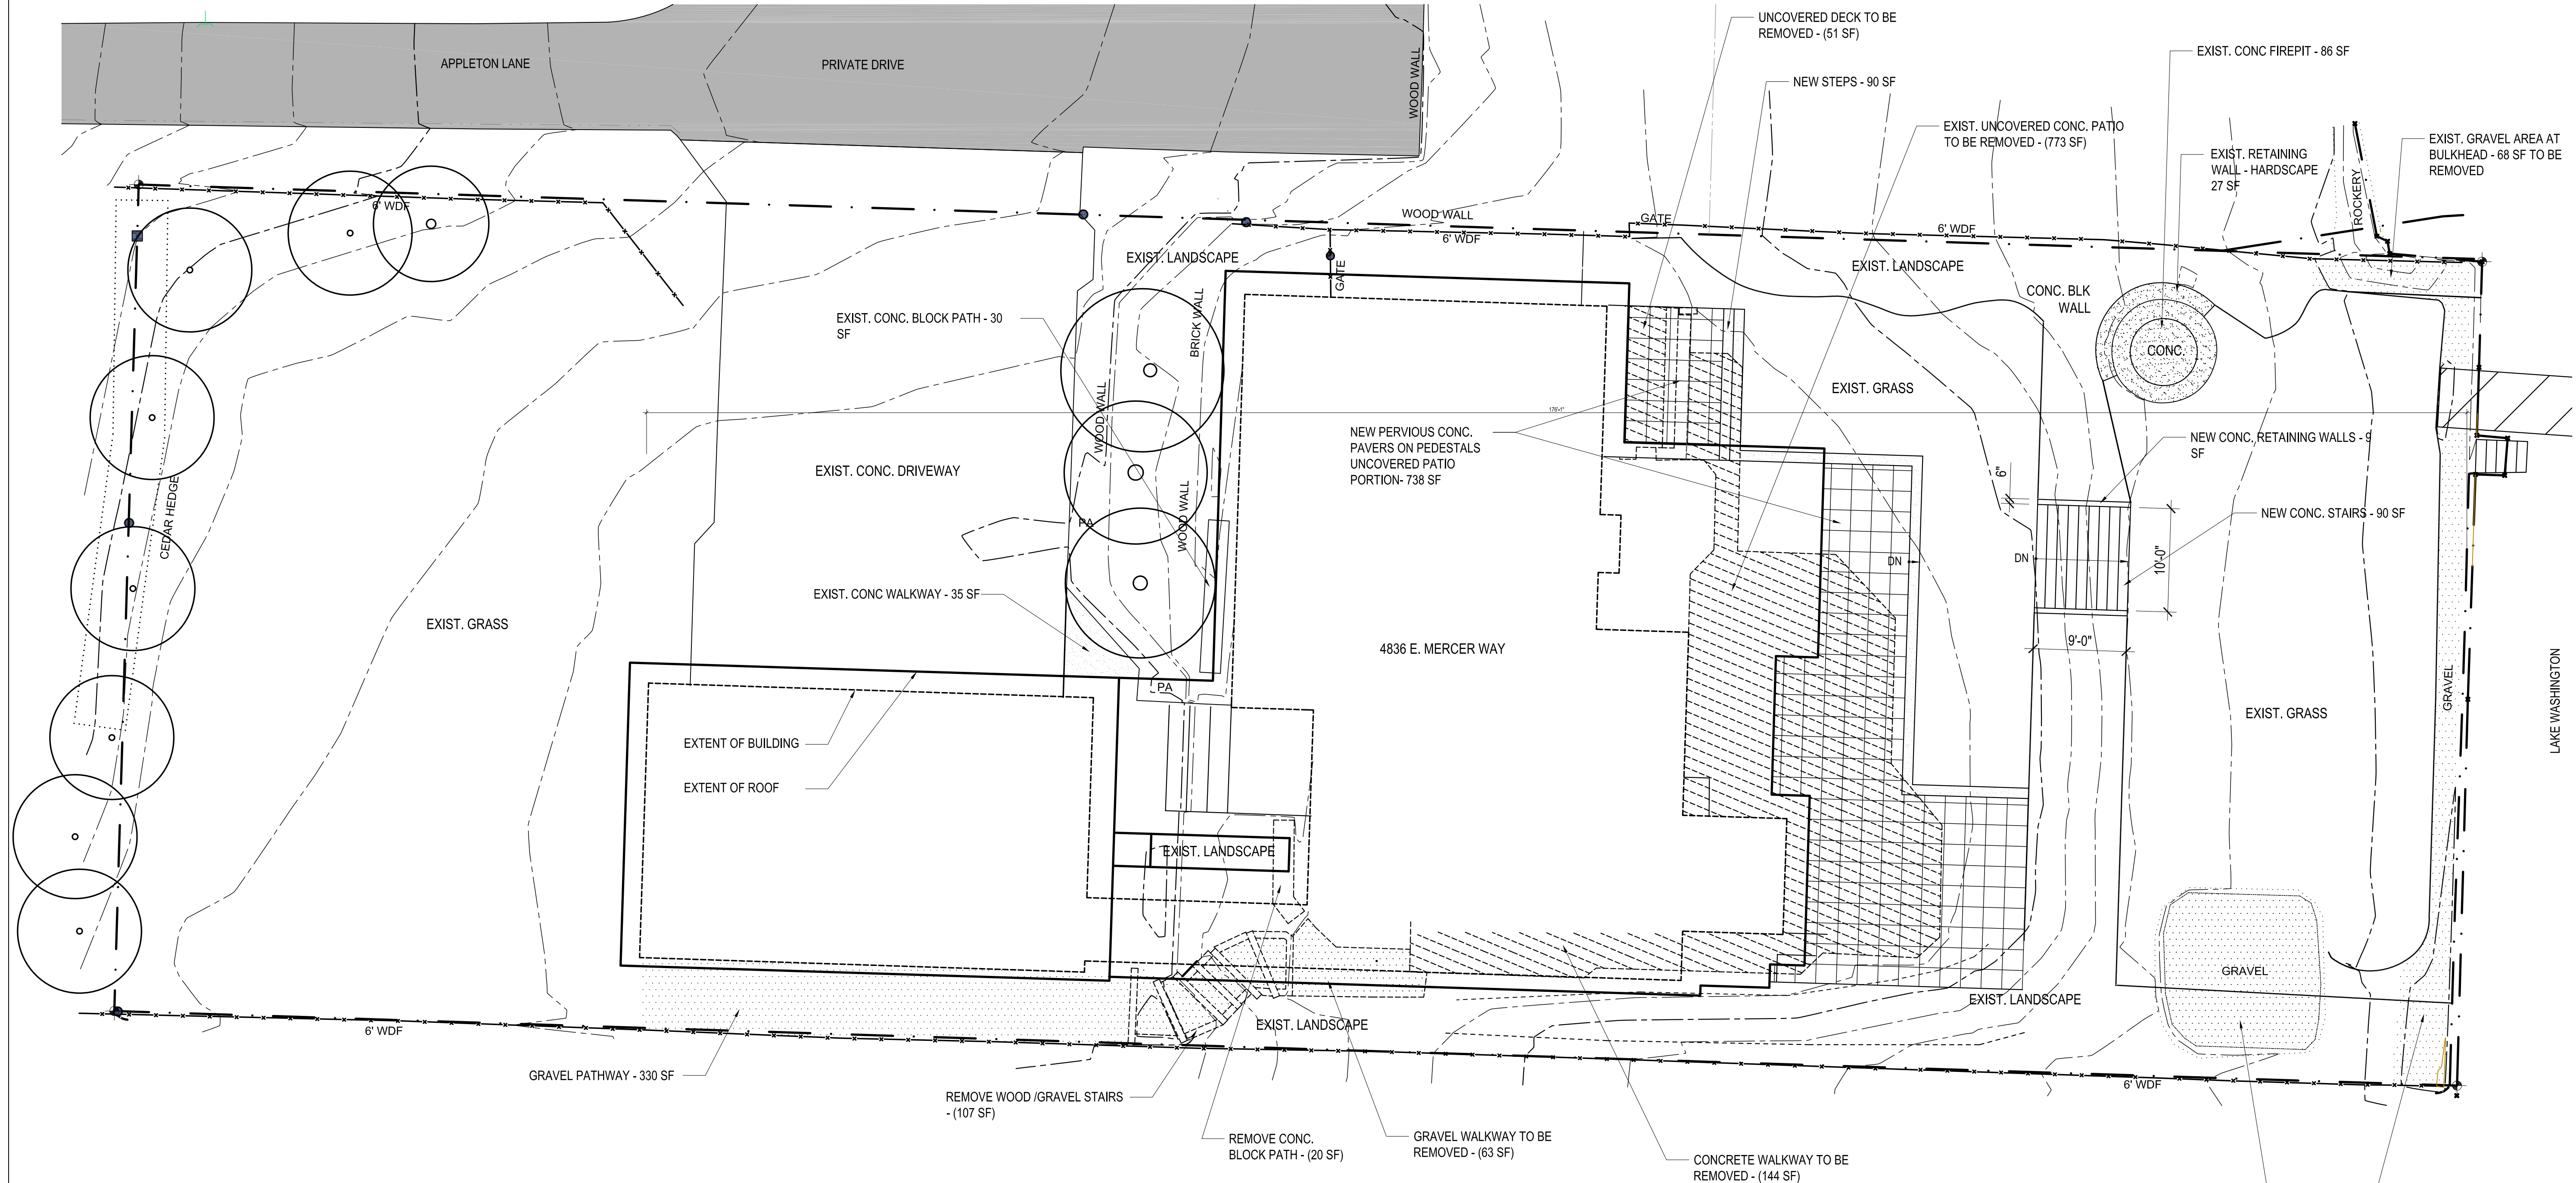 UNCOVERED DECK TO BE
REMOVED - (51 SF)
EXIST. CONC FIREPIT - 86 SF
APPLETON LANE
PRIVATE DRIVE
WOOD WALL
NEW STEPS - 90 SF
EXIST. UNCOVERED CONC. PATIO
TO BE REMOVED - (773 SF)
EXIST. RETAINING
WALL - HARDSCAPE
27 SF
EXIST. GRAVEL AREA AT
BULKHEAD - 68 SF TO BE
REMOVED
ROCKERY
6' WDF
WOOD WALL
6' WDF
GATE
6' WDF
EXIST. LANDSCAPE
GATE
EXIST. LANDSCAPE
CONC. BLK
WALL
EXIST. CONC. BLOCK PATH - 30
SF
BRICK WALL
CONC.
EXIST. GRASS
WOOD WALL
176'-1"
NEW PERVIOUS CONC.
PAVERS ON PEDESTALS
UNCOVERED PATIO
PORTION- 738 SF
NEW CONC. RETAINING WALLS - 9
SF
EXIST. CONC. DRIVEWAY
6"
CEDAR HEDGE
PA
WOOD WALL
NEW CONC. STAIRS - 90 SF
DN
DN
10'-0"
EXIST. CONC WALKWAY - 35 SF
EXIST. GRASS
4836 E. MERCER WAY
9'-0"
PA
GRAVEL
LAKE WASHINGTON
EXIST. GRASS
EXTENT OF BUILDING
EXTENT OF ROOF
EXIST. LANDSCAPE
GRAVEL
EXIST. LANDSCAPE
EXIST. LANDSCAPE
6' WDF
GRAVEL PATHWAY - 330 SF
6' WDF
REMOVE WOOD /GRAVEL STAIRS
- (107 SF)
REMOVE CONC.
BLOCK PATH - (20 SF)
GRAVEL WALKWAY TO BE
REMOVED - (63 SF)
CONCRETE WALKWAY TO BE
REMOVED - (144 SF)